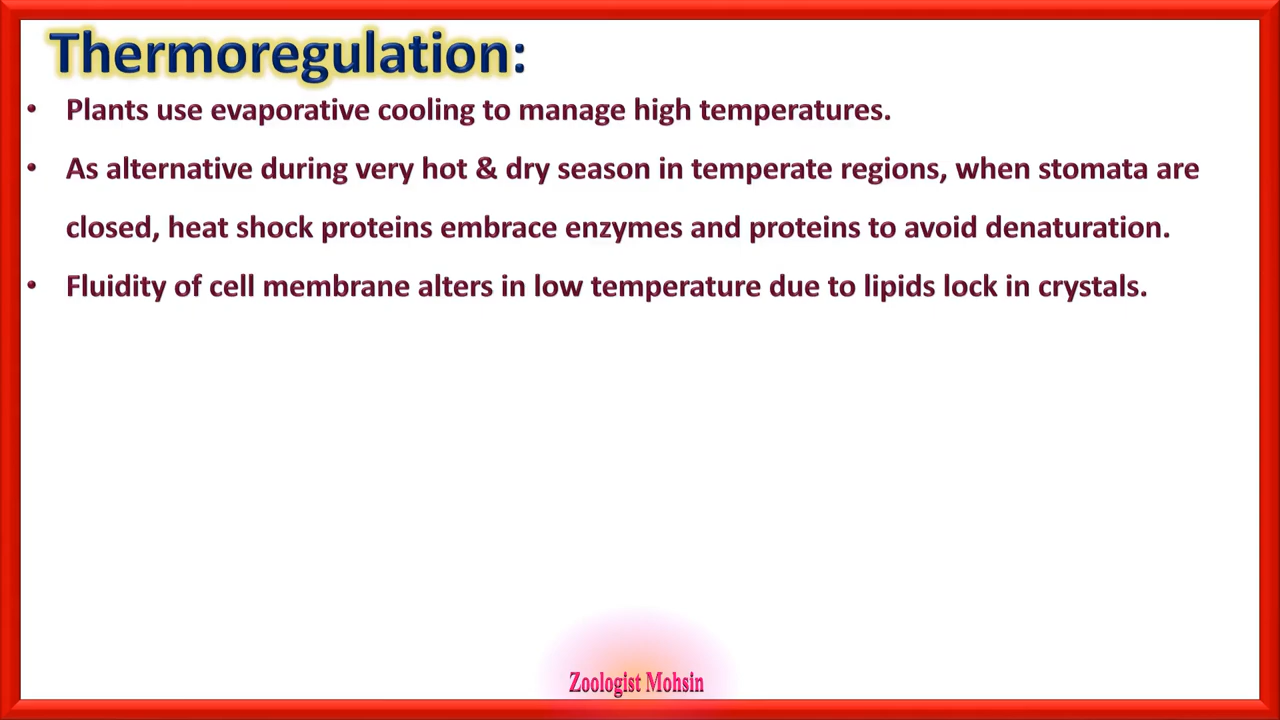 Thermoregulation:
• Plants use evaporative cooling to manage high temperatures.
• As alternative during very hot & dry season in temperate regions, when stomata are
closed, heat shock proteins embrace enzymes and proteins to avoid denaturation.
• Fluidity of cell membrane alters in low temperature due to lipids lock in crystals.
Zoologist Mohsin